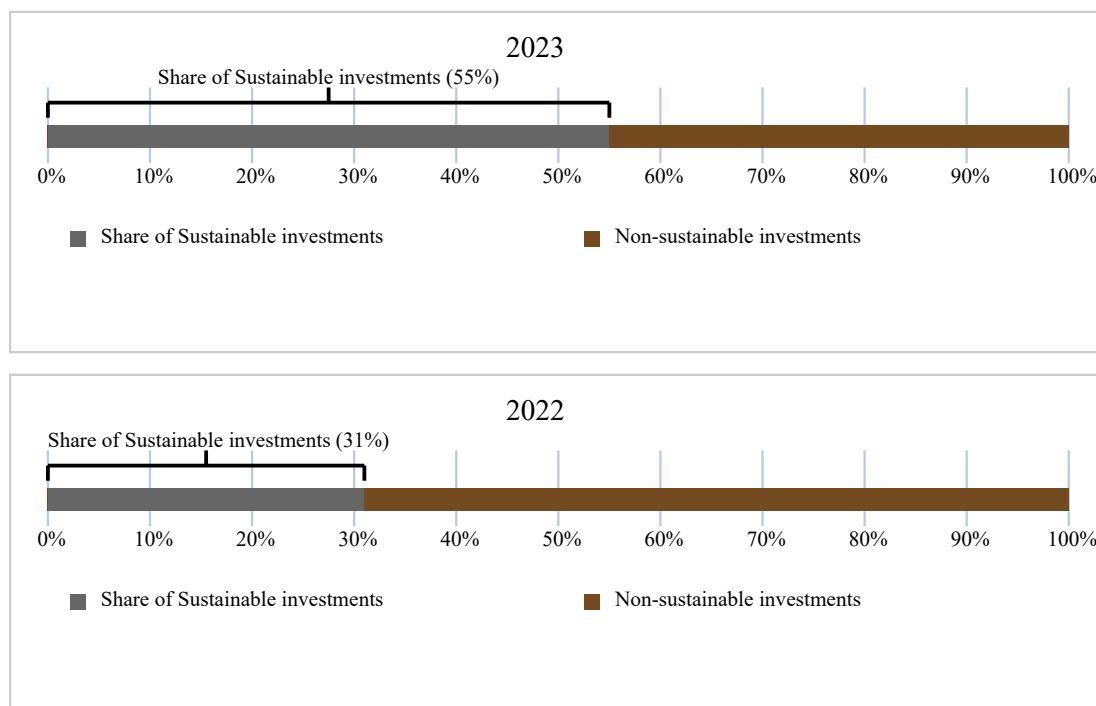 2023
Share of Sustainable investments (55%)
0% 10% 20% 30% 40% 50% 60% 70% 80% 90% 100%
Share of Sustainable investments Non-sustainable investments
2022
Share of Sustainable investments (31%)
0% 10% 20% 30% 40% 50% 60% 70% 80% 90% 100%
Share of Sustainable investments Non-sustainable investments